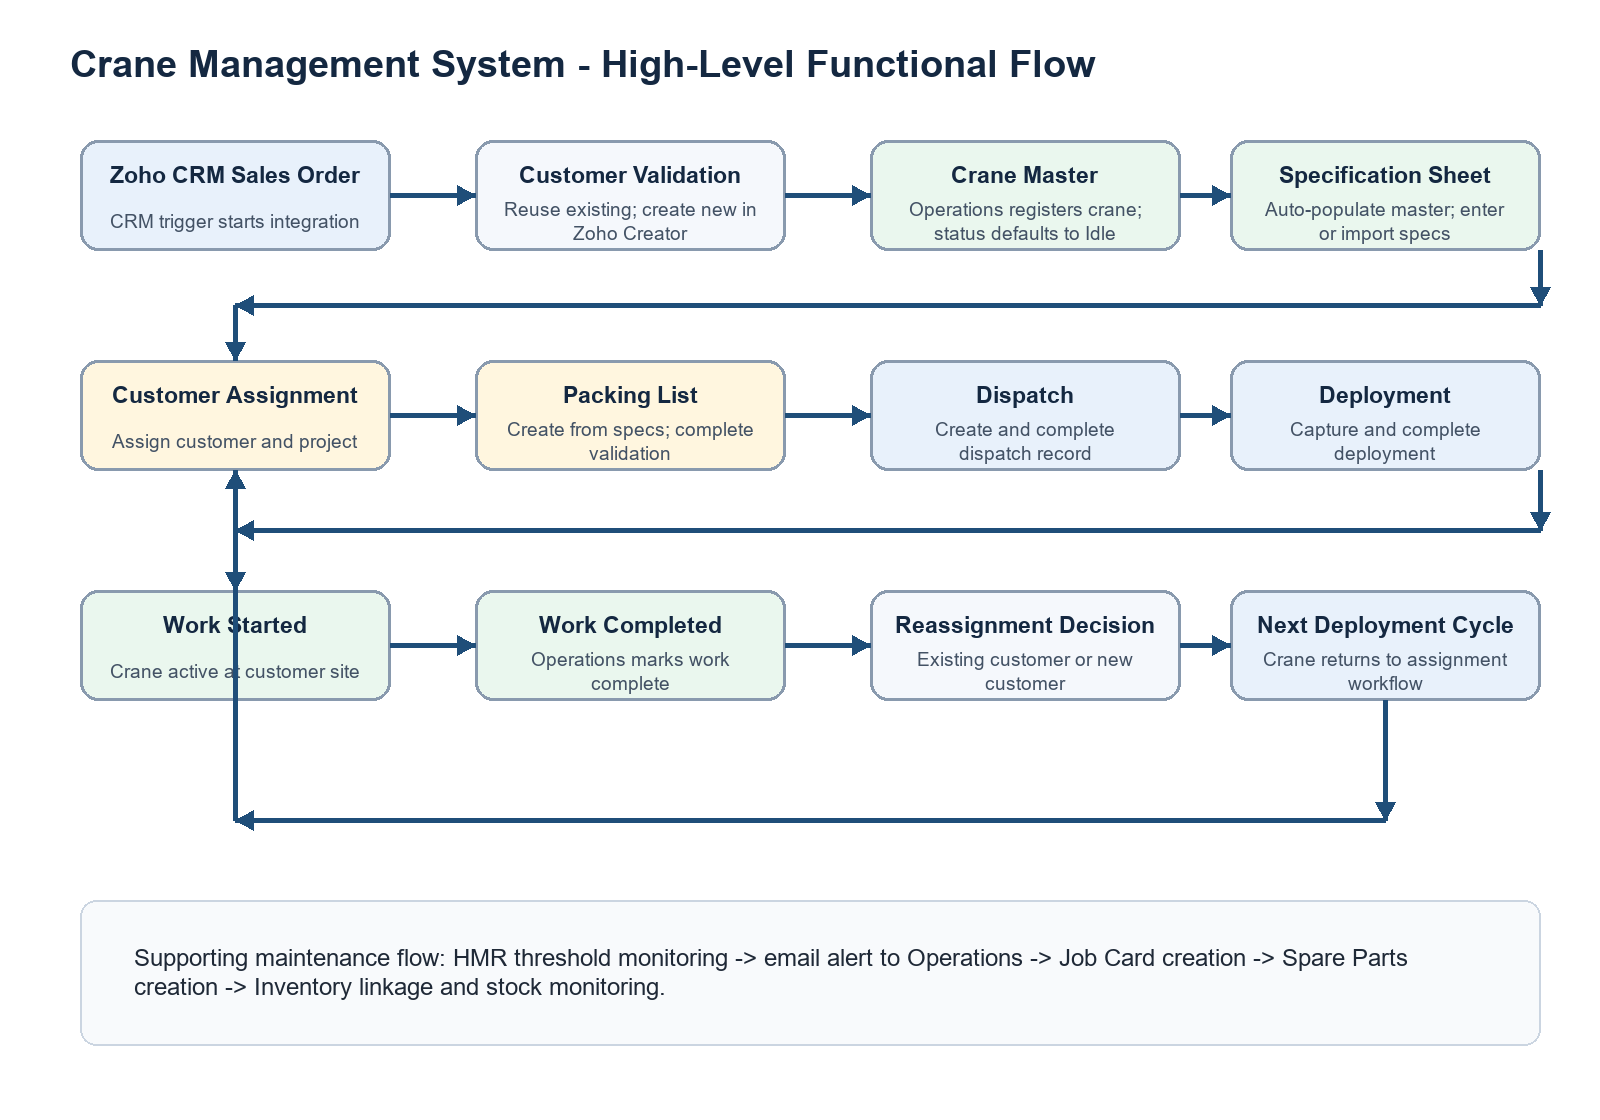 Crane Management System - High-Level Functional Flow
Zoho CRM Sales Order
CRM trigger starts integration
Customer Validation
Reuse existing; create new in
Zoho Creator
Crane Master
Operations registers crane;
status defaults to Idle
Specification Sheet
Auto-populate master; enter
or import specs
Customer Assignment
Assign customer and project
Packing List
Create from specs; complete
validation
Dispatch
Create and complete
dispatch record
Deployment
Capture and complete
deployment
Work Started
Crane active at customer site
Work Completed
Operations marks work
complete
Reassignment Decision
Existing customer or new
customer
Next Deployment Cycle
Crane returns to assignment
workflow
Supporting maintenance flow: HMR threshold monitoring -> email alert to Operations -> Job Card creation -> Spare Parts
creation -> Inventory linkage and stock monitoring.